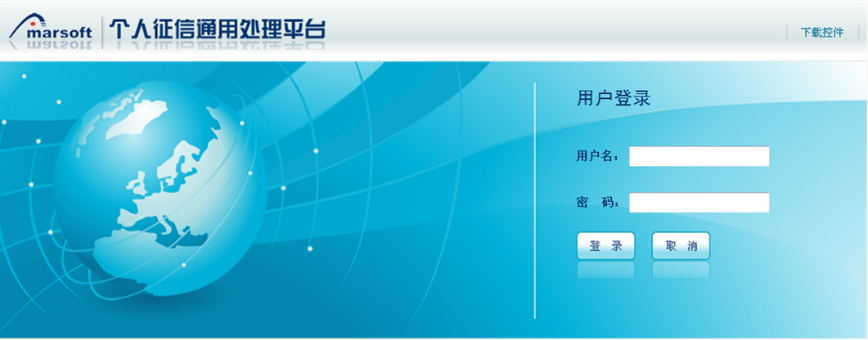 marsoft 个人征信通用处理平台
下载控件
用户登录
用户名：
密 码：
登 录 取 消